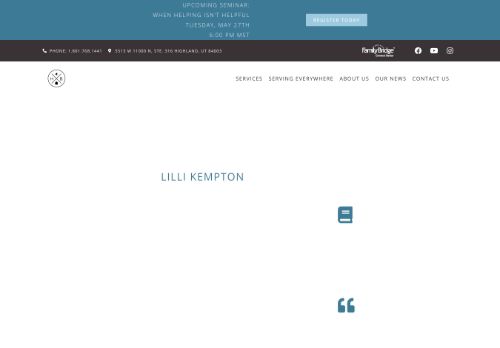 UPCOMING SEMINAR:
WHEN HELPING ISN'T HELPFUL
TUESDAY, MAY 27TH
6:00 PM MST
REGISTER TODAY
PHONE: 1.801.768.1441
5513 W 11000 N, STE. 316 HIGHLAND, UT 84003
FamilyBridge
SERVICES SERVING EVERYWHERE ABOUT US OUR NEWS CONTACT US
LILLI KEMPTON